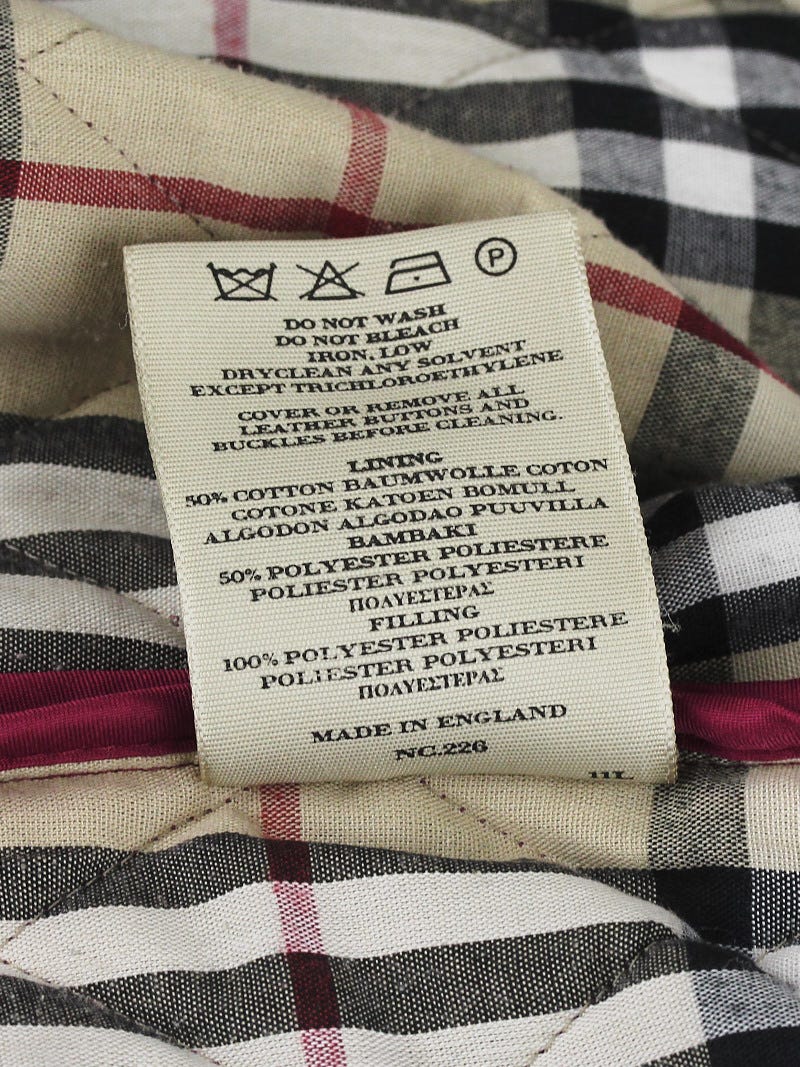 P
DO NOT WASH
DO NOT BLEACH
IRON. LOW
DRYCLEAN ANY SOLVENT
EXCEPT TRICHLOROETHYLENE
COVER OR REMOVE ALL
LEATHER BUTTONS AND
BUCKLES BEFORE CLEANING.
LINING
50% COTTON BAUMWOLLE COTON
COTONE KATOEN BOMULL
ALGODON ALGODAO PUUVILLA
BAMBAKI
50% POLYESTER POLIESTERE
POLIESTER POLYESTERI
ΠΟΛΥΕΣΤΕΡΑΣ
FILLING
100% POLYESTER POLIESTERE
POLIESTER POLYESTERI
ΠΟΛΥΕΣΤΕΡΑΣ
MADE IN ENGLAND
NC.226
11L